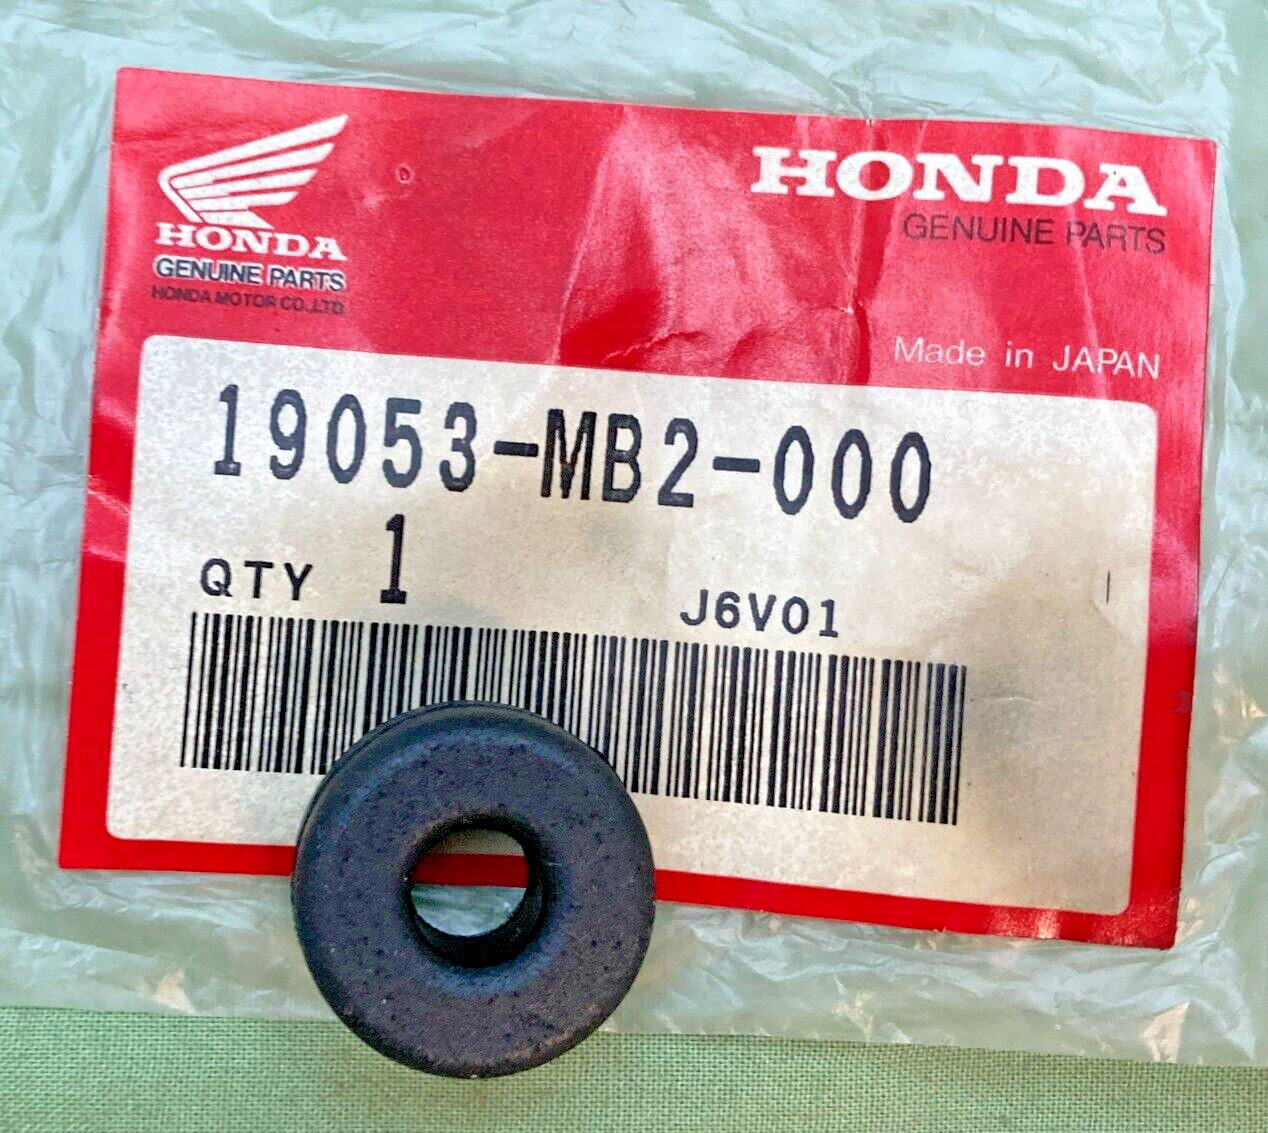 HONDA
GENUINE PARTS
HONDA MOTOR CO.,LTD
HONDA
GENUINE PARTS
Made in JAPAN
19053-MB2-000
QTY 1
J6V01